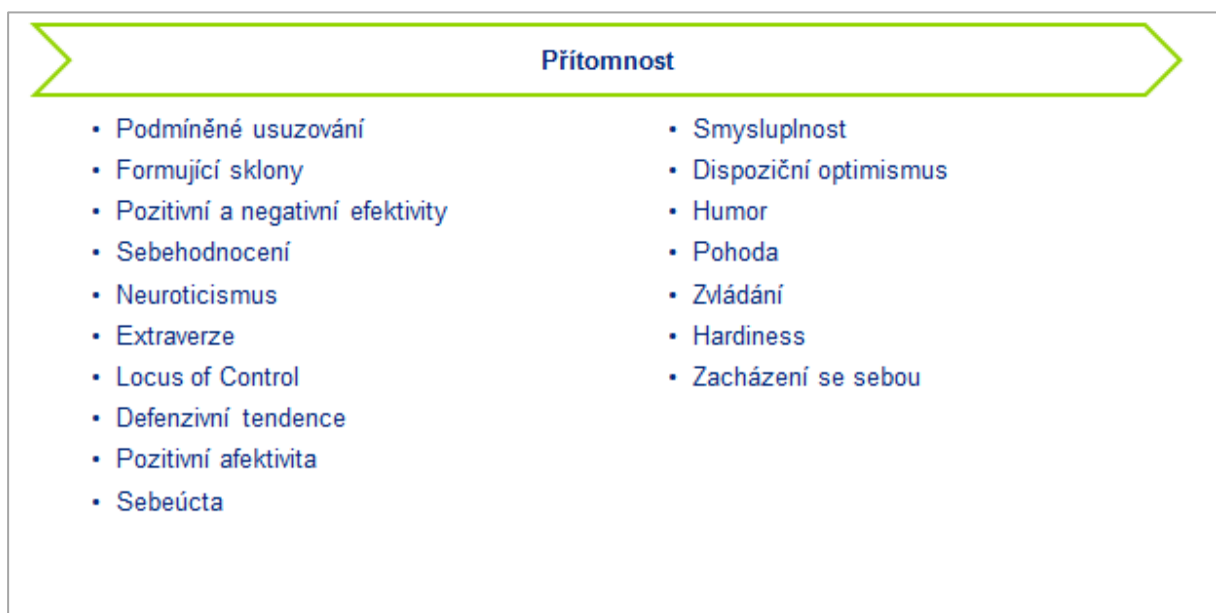 Přítomnost
• Podmíněné usuzování
• Formující sklony
• Pozitivní a negativní efektivity
• Sebehodnocení
• Neuroticismus
• Extraverze
• Locus of Control
• Defenzivní tendence
• Pozitivní afektivita
• Sebeúcta
• Smysluplnost
• Dispoziční optimismus
• Humor
• Pohoda
• Zvládání
• Hardiness
• Zacházení se sebou